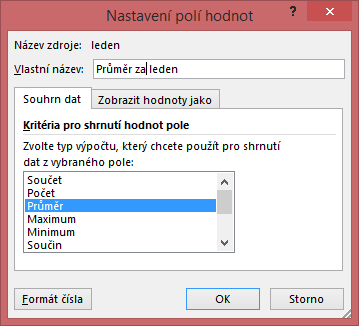 Nastavení polí hodnot
Název zdroje: leden
Vlastní název: Průměr za leden
Souhrn dat Zobrazit hodnoty jako
Kritéria pro shrnutí hodnot pole
Zvolte typ výpočtu, který chcete použít pro shrnutí
dat z vybraného pole:
Součet
Počet
Průměr
Maximum
Minimum
Součin
Formát čísla OK Storno